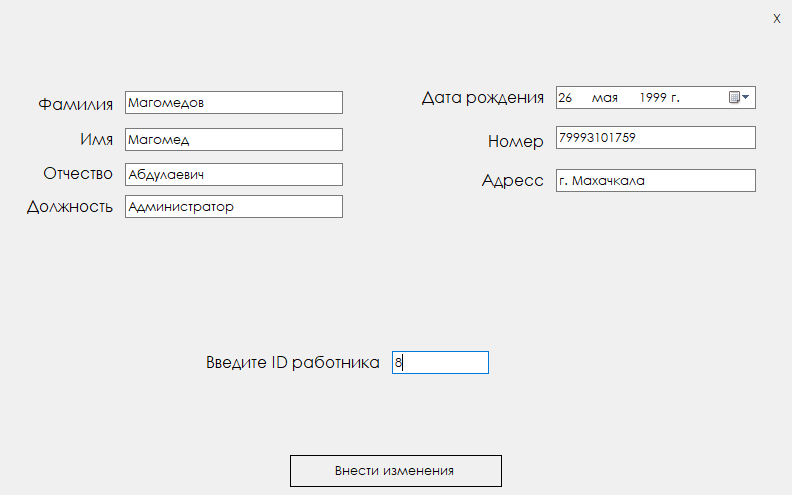 X
Фамилия Магомедов
Имя Магомед
Отчество Абдулаевич
Должность Администратор
Дата рождения 26 мая 1999 г.
Номер 79993101759
Адресс г. Махачкала
Введите ID работника 8
Внести изменения